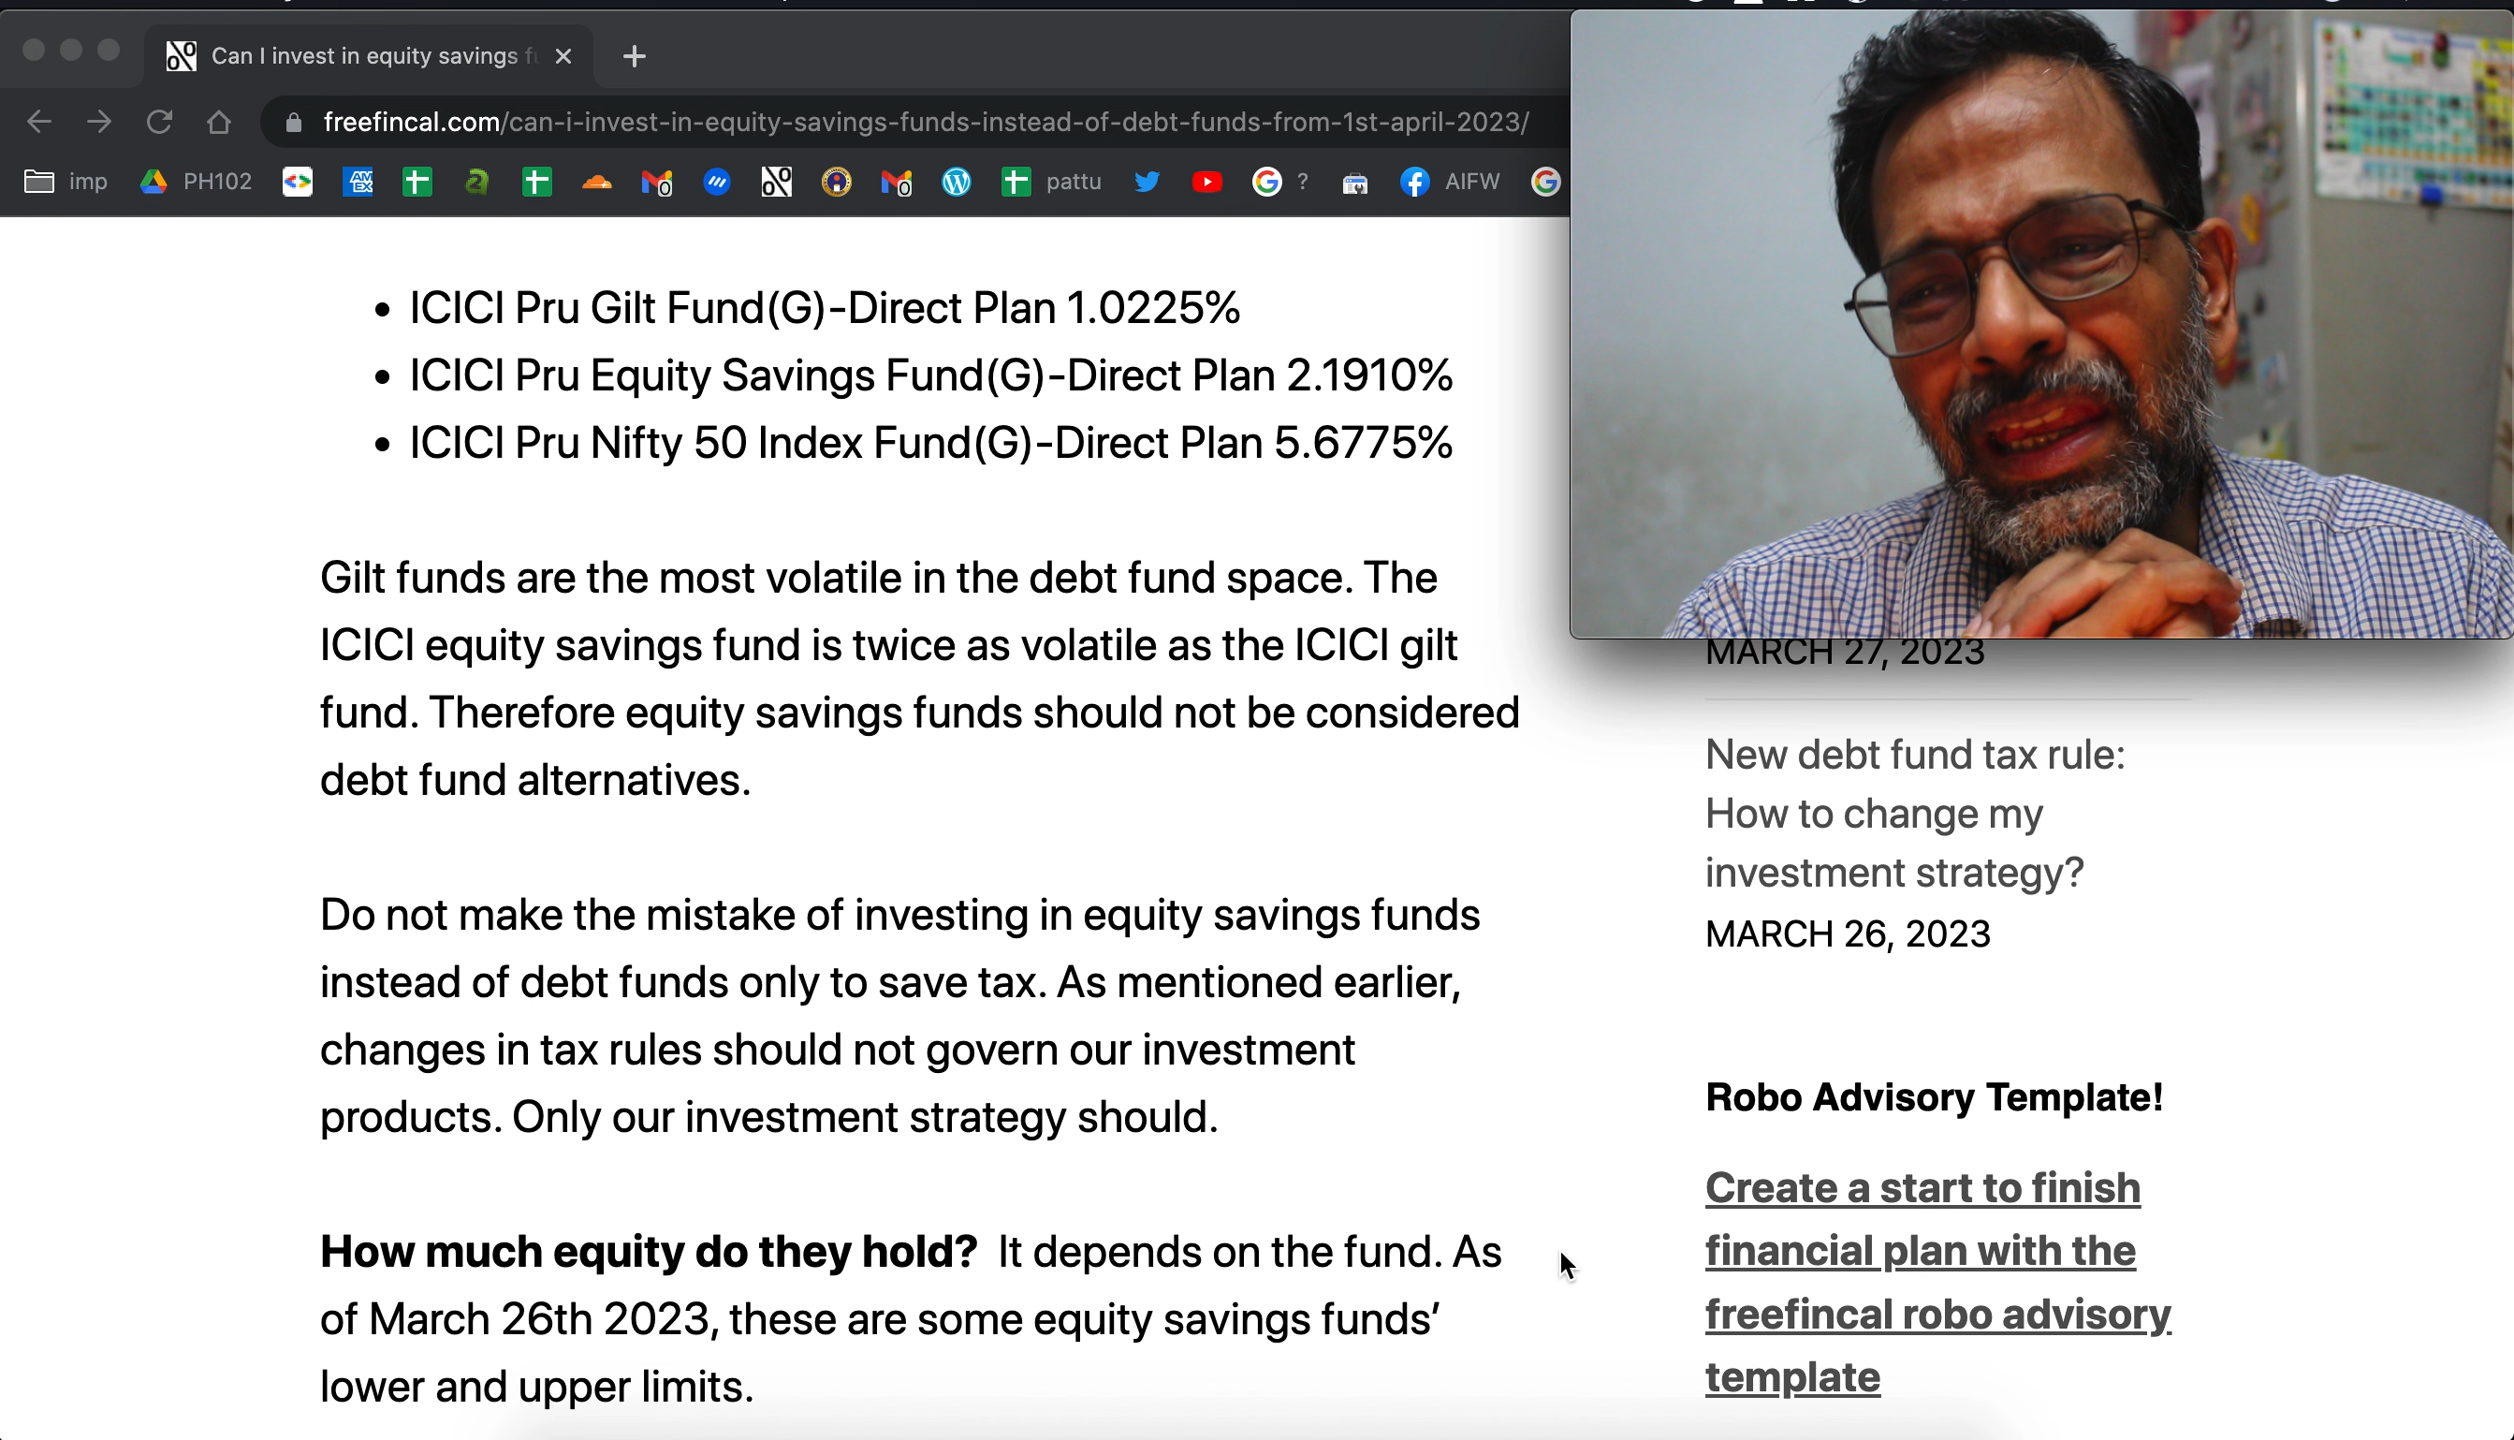 Can I invest in equity savings
freefincal.com/can-i-invest-in-equity-savings-funds-instead-of-debt-funds-from-1st-april-2023/
imp PH102 pattu ? AIFW
• ICICI Pru Gilt Fund(G)-Direct Plan 1.0225%
• ICICI Pru Equity Savings Fund(G)-Direct Plan 2.1910%
• ICICI Pru Nifty 50 Index Fund(G)-Direct Plan 5.6775%
Gilt funds are the most volatile in the debt fund space. The
ICICI equity savings fund is twice as volatile as the ICICI gilt
fund. Therefore equity savings funds should not be considered
debt fund alternatives.
Do not make the mistake of investing in equity savings funds
instead of debt funds only to save tax. As mentioned earlier,
changes in tax rules should not govern our investment
products. Only our investment strategy should.
How much equity do they hold? It depends on the fund. As
of March 26th 2023, these are some equity savings funds’
lower and upper limits.
MARCH 27, 2023
New debt fund tax rule:
How to change my
investment strategy?
MARCH 26, 2023
Robo Advisory Template!
Create a start to finish
financial plan with the
freefincal robo advisory
template